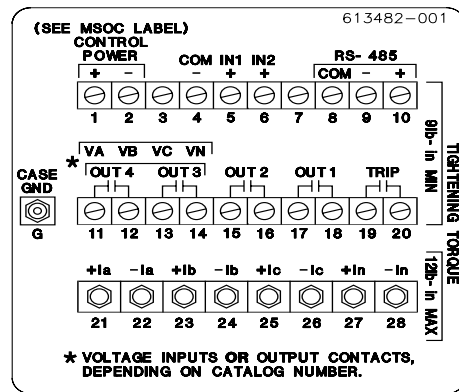 613482-001
(SEE MSOC LABEL)
CONTROL
POWER
COM IN1 IN2
RS- 485
+ - - + + COM - +
1 2 3 4 5 6 7 8 9 10
* VA VB VC VN
OUT 4 OUT 3 OUT 2 OUT 1 TRIP
CASE
GND
G
11 12 13 14 15 16 17 18 19 20
+Ia -Ia +Ib -Ib +Ic -Ic +In -In
21 22 23 24 25 26 27 28
TIGHTENING TORQUE
9lb- in MIN
12lb- in MAX
* VOLTAGE INPUTS OR OUTPUT CONTACTS,
DEPENDING ON CATALOG NUMBER.